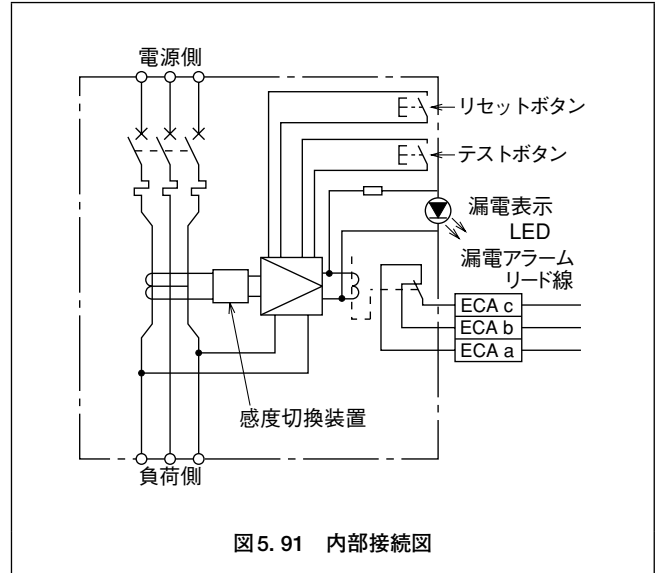 電源側
リセットボタン
テストボタン
漏電表示
LED
漏電アラーム
リード線
ECA c
ECA b
ECA a
感度切換装置
負荷側
図5. 91 内部接続図